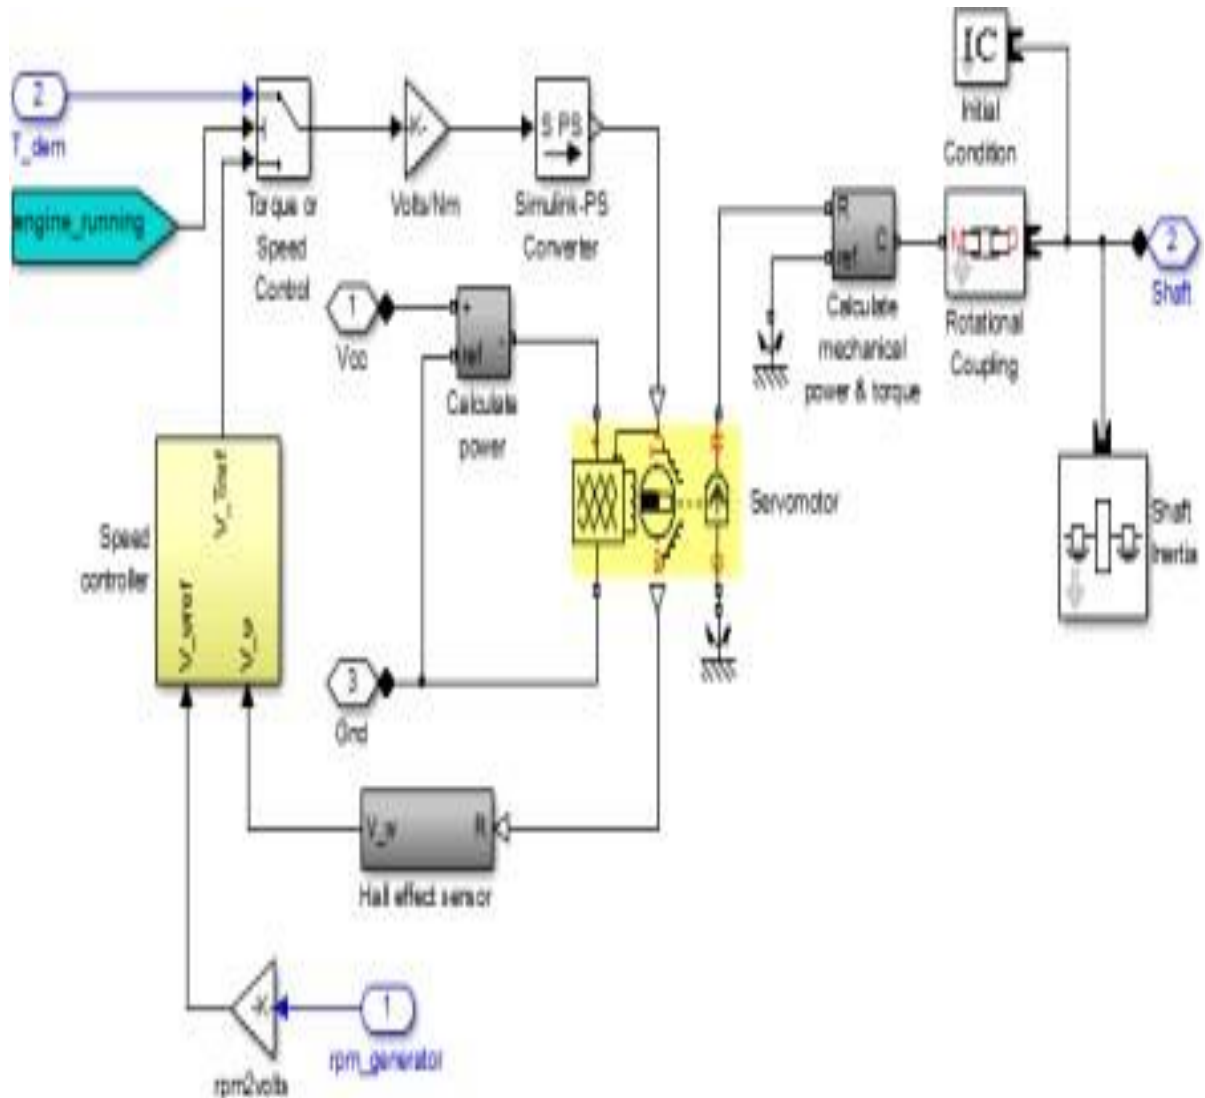 IC
Initial
Condition
2
T_dem
engine_running
Torque or
Speed
Control
-K-
Volts/Nm
S PS
Simulink-PS
Converter
R
ref
C
Calculate
mechanical
power & torque
Rotational
Coupling
2
Shaft
1
Vcc
+
ref
-
Calculate
power
Servomotor
Shaft
Inertia
Speed
controller
V_Tref
V_wref
V_w
3
Gnd
V_w
R
Hall effect sensor
-K-
rpm2volts
1
rpm_generator